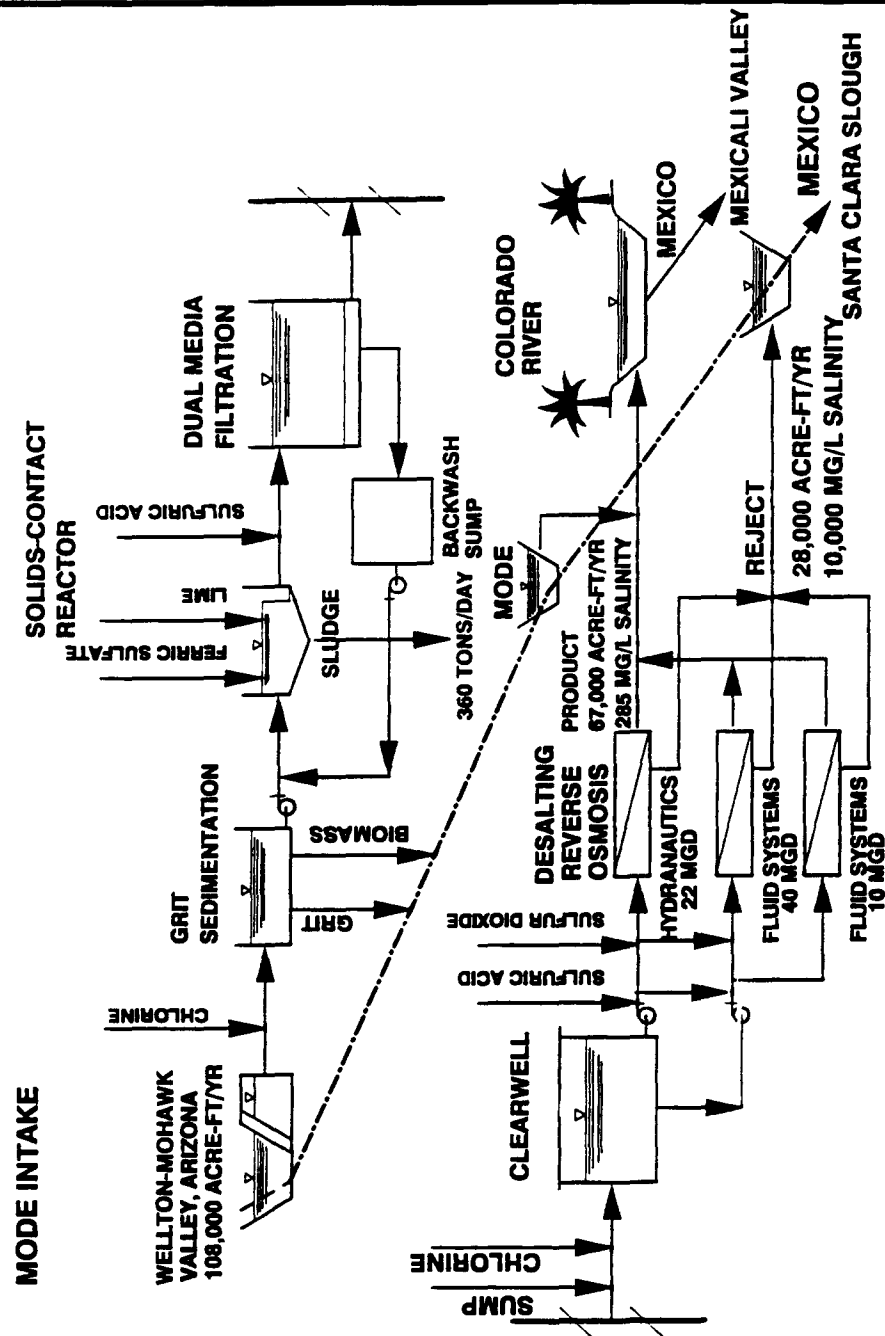 MODE INTAKE
WELLTON-MOHAWK
VALLEY, ARIZONA
108,000 ACRE-FT/YR
CHLORINE
GRIT
SEDIMENTATION
GRIT
BIOMASS
SOLIDS-CONTACT
REACTOR
FERRIC SULFATE
LIME
SULFURIC ACID
SLUDGE
360 TONS/DAY
DUAL MEDIA
FILTRATION
BACKWASH
SUMP
SUMP
CHLORINE
CLEARWELL
SULFURIC ACID
SULFUR DIOXIDE
DESALTING
REVERSE
OSMOSIS
HYDRANAUTICS
22 MGD
FLUID SYSTEMS
40 MGD
FLUID SYSTEMS
10 MGD
MODE
PRODUCT
67,000 ACRE-FT/YR
285 MG/L SALINITY
REJECT
28,000 ACRE-FT/YR
10,000 MG/L SALINITY
COLORADO
RIVER
MEXICO
MEXICALI VALLEY
MEXICO
SANTA CLARA SLOUGH